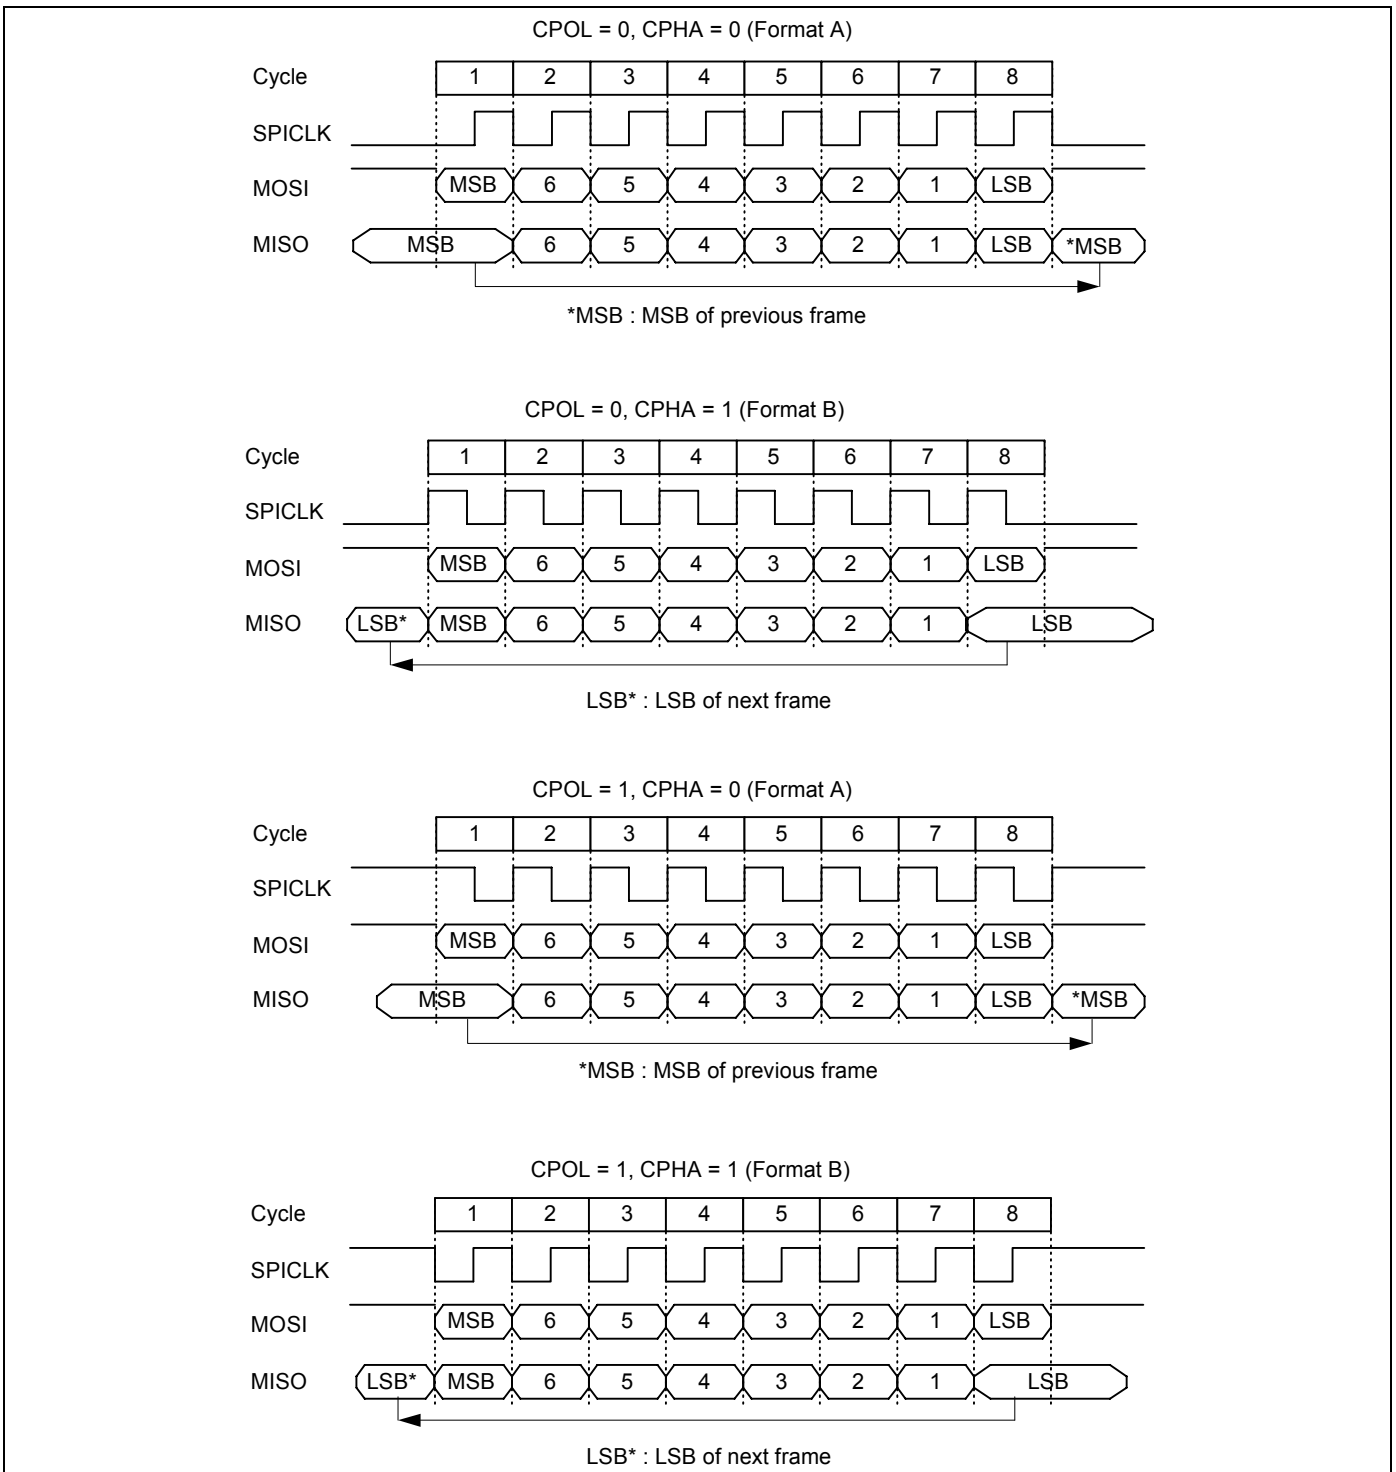 CPOL = 0, CPHA = 0 (Format A)
Cycle 1 2 3 4 5 6 7 8
SPICLK
MOSI MSB 6 5 4 3 2 1 LSB
MISO MSB 6 5 4 3 2 1 LSB *MSB
*MSB : MSB of previous frame
CPOL = 0, CPHA = 1 (Format B)
Cycle 1 2 3 4 5 6 7 8
SPICLK
MOSI MSB 6 5 4 3 2 1 LSB
MISO LSB* MSB 6 5 4 3 2 1 LSB
LSB* : LSB of next frame
CPOL = 1, CPHA = 0 (Format A)
Cycle 1 2 3 4 5 6 7 8
SPICLK
MOSI MSB 6 5 4 3 2 1 LSB
MISO MSB 6 5 4 3 2 1 LSB *MSB
*MSB : MSB of previous frame
CPOL = 1, CPHA = 1 (Format B)
Cycle 1 2 3 4 5 6 7 8
SPICLK
MOSI MSB 6 5 4 3 2 1 LSB
MISO LSB* MSB 6 5 4 3 2 1 LSB
LSB* : LSB of next frame